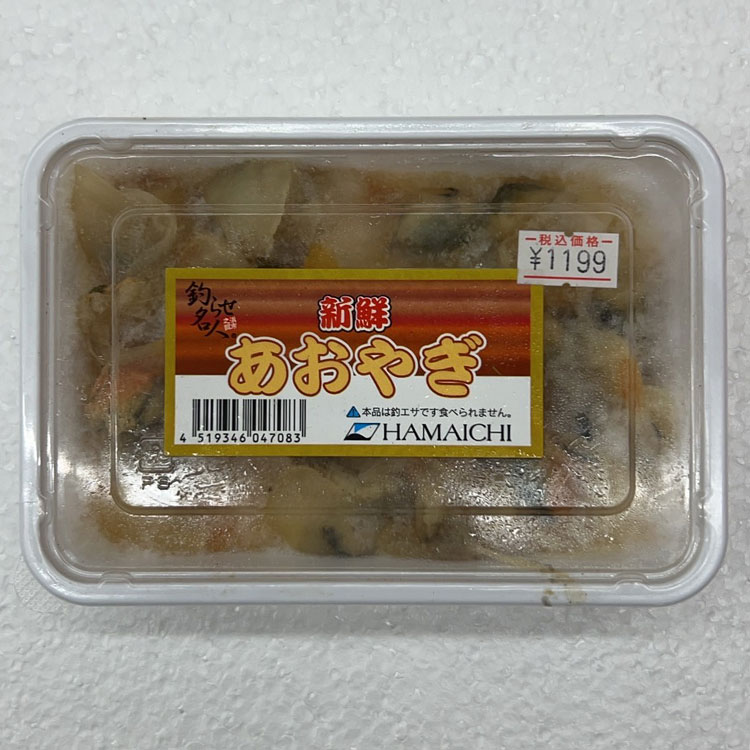 税込価格
¥1199
釣らせ
名人。
新鮮
あおやぎ
本品は釣エサです食べられません。
HAMAICHI
4 519346 047083
PS